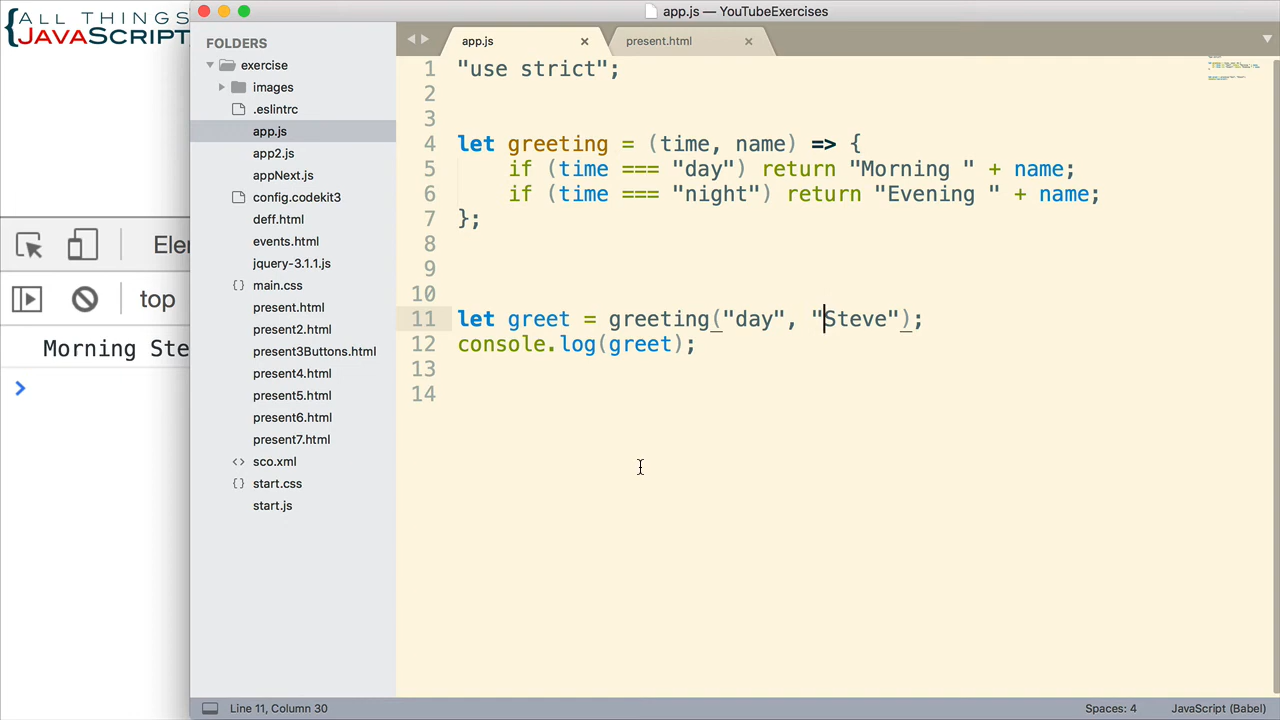 ALL THINGS
JAVASCRIPT
Ele
top
Morning Ste
app.js — YouTubeExercises
FOLDERS
exercise
images
.eslintrc
app.js
app2.js
appNext.js
config.codekit3
deff.html
events.html
jquery-3.1.1.js
main.css
present.html
present2.html
present3Buttons.html
present4.html
present5.html
present6.html
present7.html
sco.xml
start.css
start.js
app.js
present.html
1 "use strict";
2
3
4 let greeting = (time, name) => {
5 if (time === "day") return "Morning " + name;
6 if (time === "night") return "Evening " + name;
7 };
8
9
10
11 let greet = greeting("day", "Steve");
12 console.log(greet);
13
14
Line 11, Column 30
Spaces: 4
JavaScript (Babel)